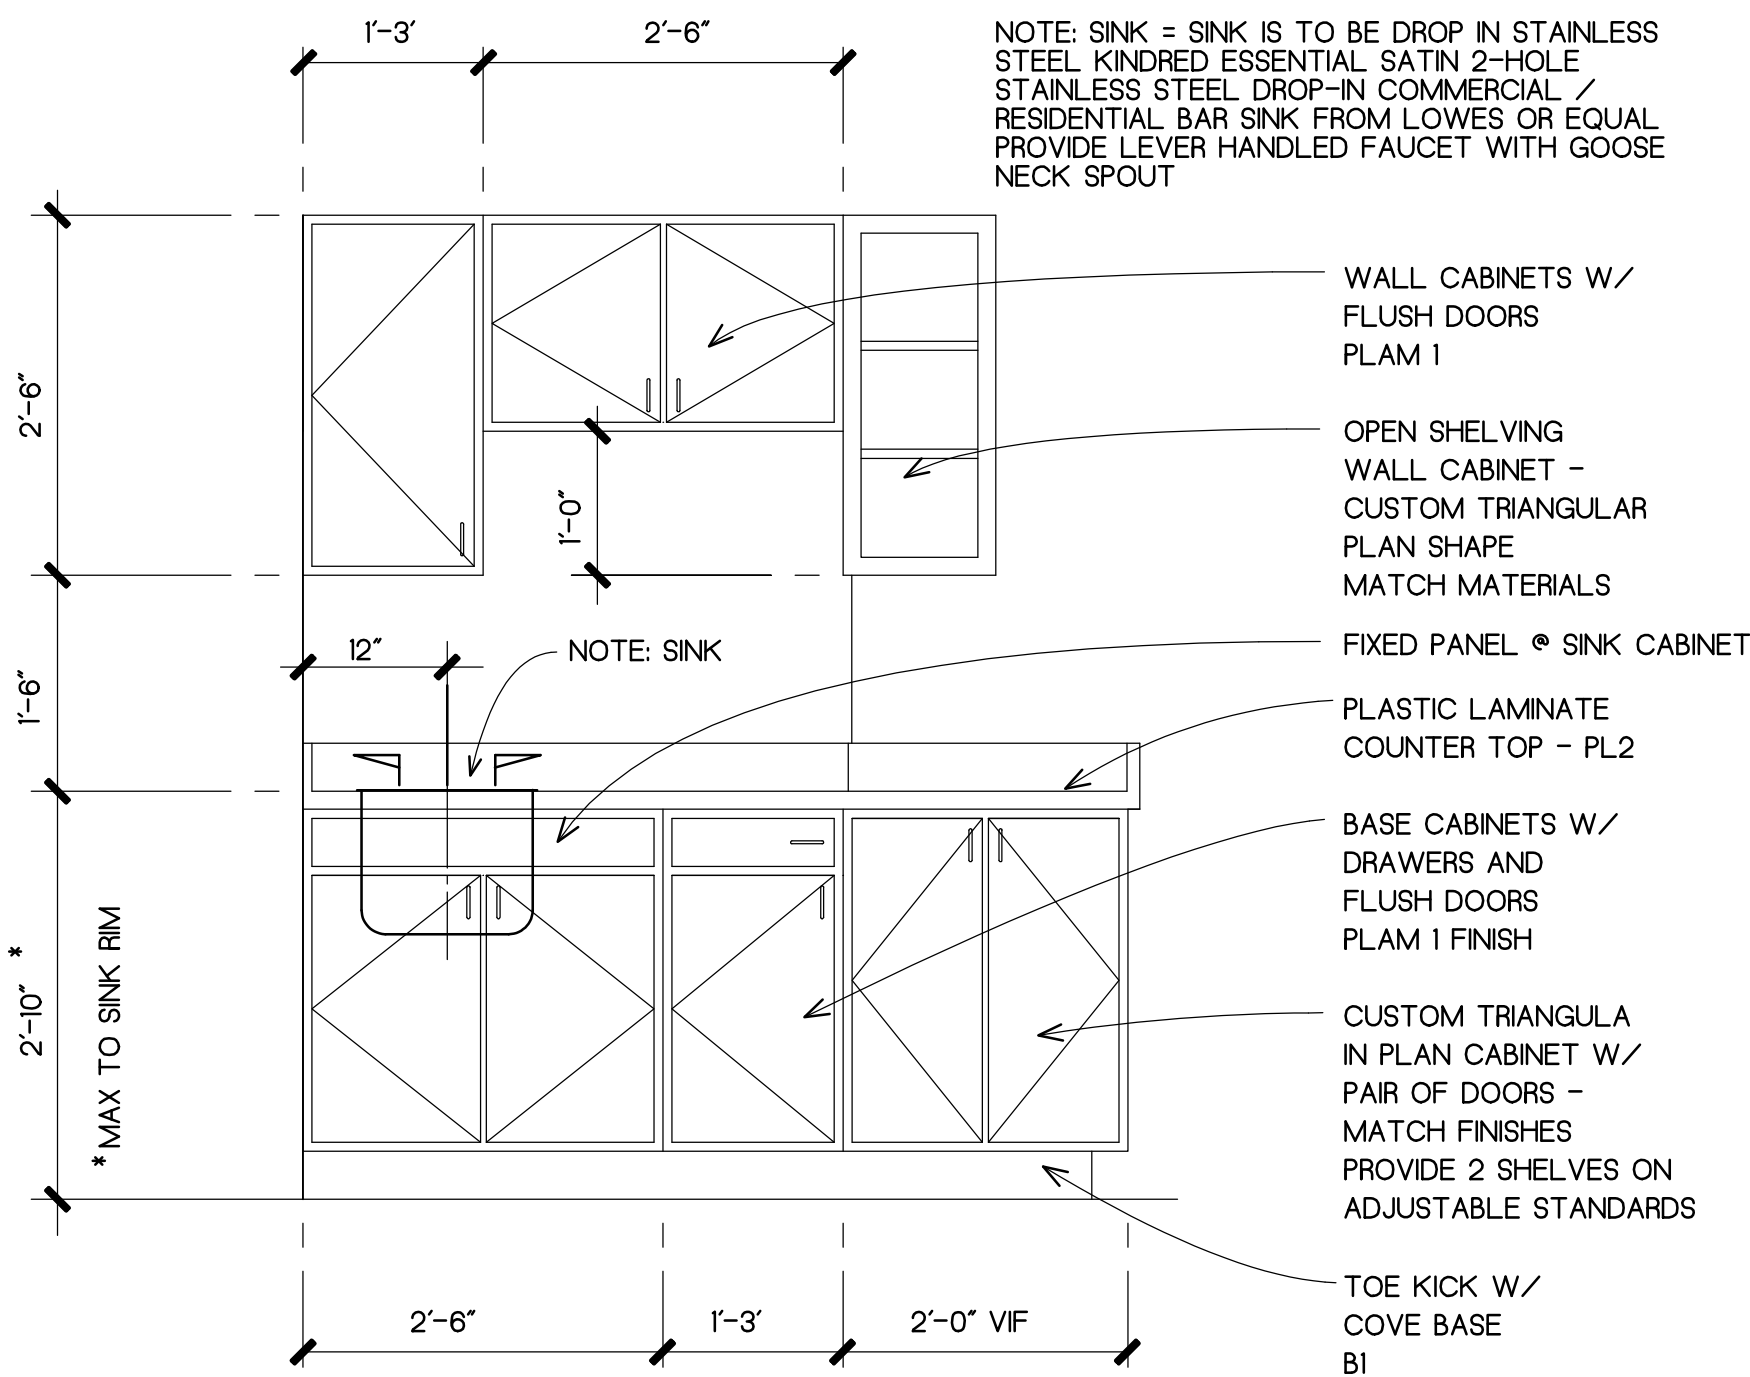 1'-3'
2'-6"
NOTE: SINK = SINK IS TO BE DROP IN STAINLESS
STEEL KINDRED ESSENTIAL SATIN 2-HOLE
STAINLESS STEEL DROP-IN COMMERCIAL /
RESIDENTIAL BAR SINK FROM LOWES OR EQUAL
PROVIDE LEVER HANDLED FAUCET WITH GOOSE
NECK SPOUT
WALL CABINETS W/
FLUSH DOORS
PLAM 1
2'-6"
OPEN SHELVING
WALL CABINET -
CUSTOM TRIANGULAR
PLAN SHAPE
MATCH MATERIALS
1'-0"
12"
NOTE: SINK
FIXED PANEL @ SINK CABINET
1'-6"
PLASTIC LAMINATE
COUNTER TOP - PL2
BASE CABINETS W/
DRAWERS AND
FLUSH DOORS
PLAM 1 FINISH
2'-10" *
*MAX TO SINK RIM
CUSTOM TRIANGULA
IN PLAN CABINET W/
PAIR OF DOORS -
MATCH FINISHES
PROVIDE 2 SHELVES ON
ADJUSTABLE STANDARDS
TOE KICK W/
COVE BASE
B1
2'-6"
1'-3'
2'-0" VIF